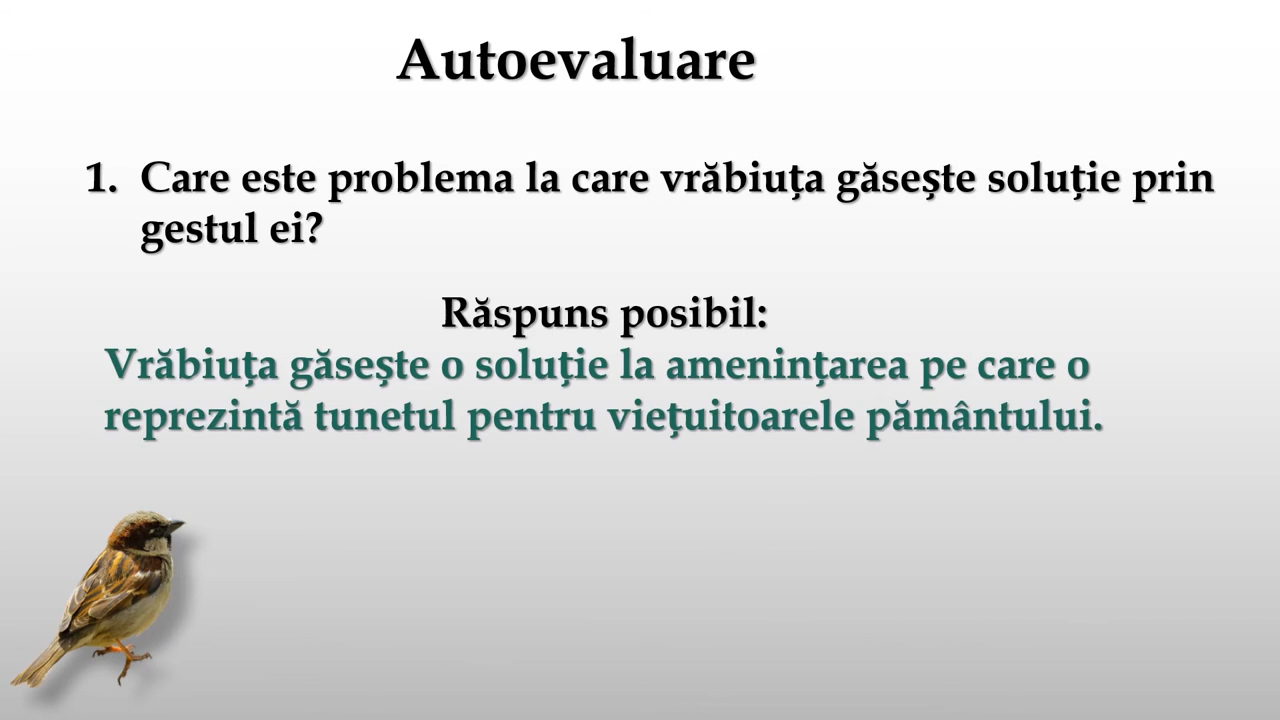 Autoevaluare
1. Care este problema la care vrăbiuța găsește soluție prin
gestul ei?
Răspuns posibil:
Vrăbiuța găsește o soluție la amenințarea pe care o
reprezintă tunetul pentru viețuitoarele pământului.